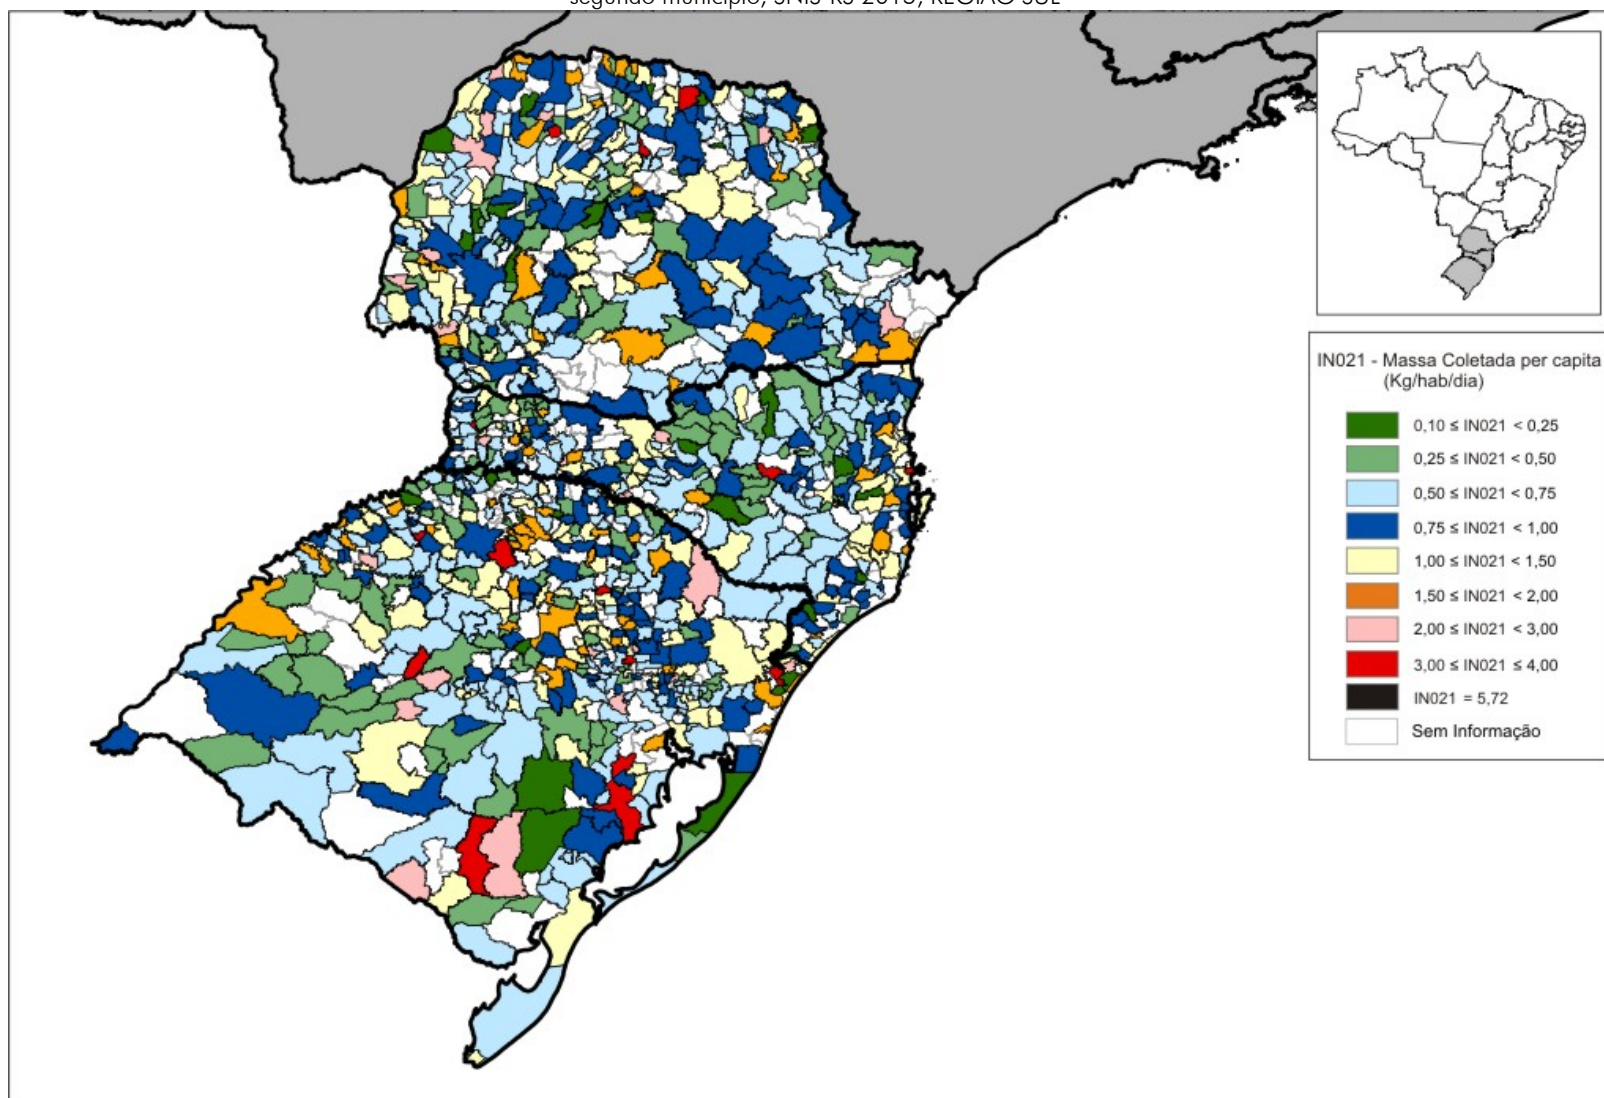 segundo município, SNIS-RS 2015, REGIÃO SUL
IN021 - Massa Coletada per capita
(Kg/hab/dia)
0,10 ≤ IN021 < 0,25
0,25 ≤ IN021 < 0,50
0,50 ≤ IN021 < 0,75
0,75 ≤ IN021 < 1,00
1,00 ≤ IN021 < 1,50
1,50 ≤ IN021 < 2,00
2,00 ≤ IN021 < 3,00
3,00 ≤ IN021 ≤ 4,00
IN021 = 5,72
Sem Informação